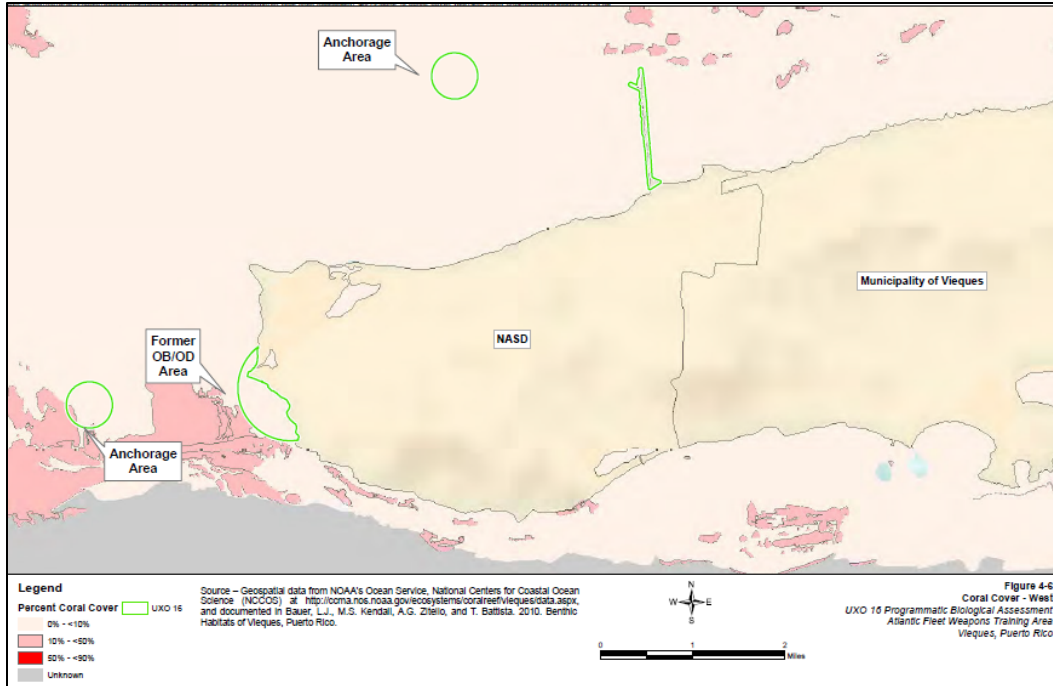 Anchorage
Area
Municipality of Vieques
NASD
Former
OB/OD
Area
Anchorage
Area
Legend
Percent Coral Cover
UXO 16
0% - <10%
10% - <50%
50% - <90%
Unknown
Source – Geospatial data from NOAA's Ocean Service, National Centers for Coastal Ocean
Science (NCCOS) at http://ccma.nos.noaa.gov/ecosystems/coralreef/vieques/data.aspx,
and documented in Bauer, L.J., M.S. Kendall, A.G. Zitello, and T. Battista. 2010. Benthic
Habitats of Vieques, Puerto Rico.
N
W
E
S
0
1
2
Miles
Figure 4-6
Coral Cover - West
UXO 16 Programmatic Biological Assessment
Atlantic Fleet Weapons Training Area
Vieques, Puerto Rico